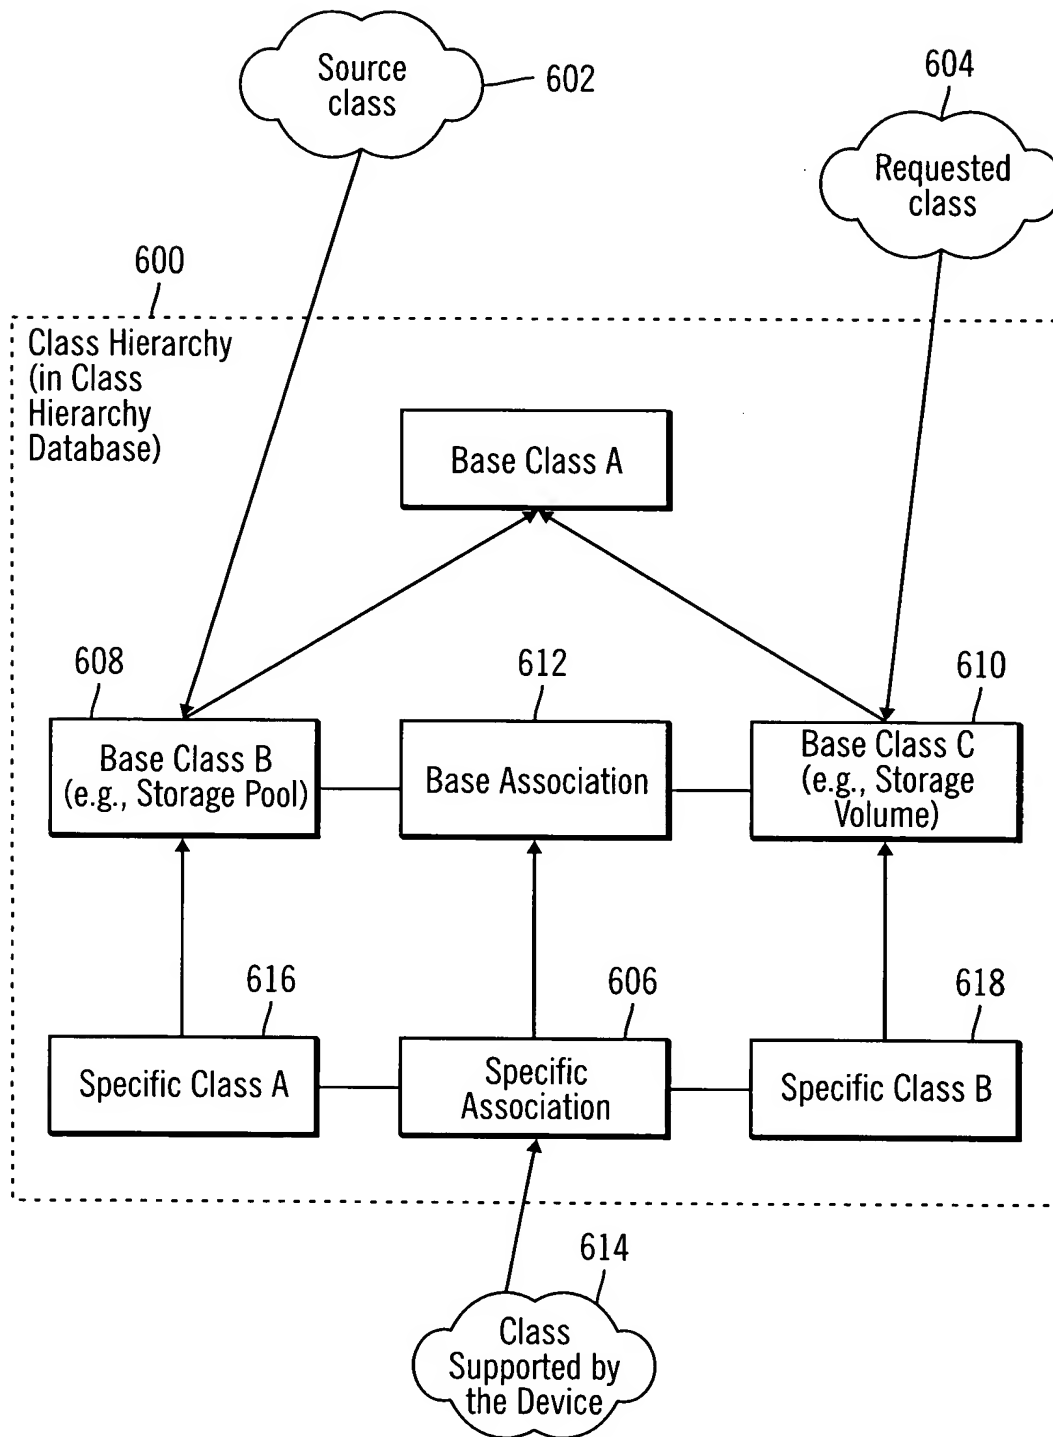 Source
class
602
604
Requested
class
600
Class Hierarchy
(in Class
Hierarchy
Database)
Base Class A
608
612
610
Base Class B
(e.g., Storage Pool)
Base Association
Base Class C
(e.g., Storage
Volume)
616
606
618
Specific Class A
Specific
Association
Specific Class B
614
Class
Supported by
the Device